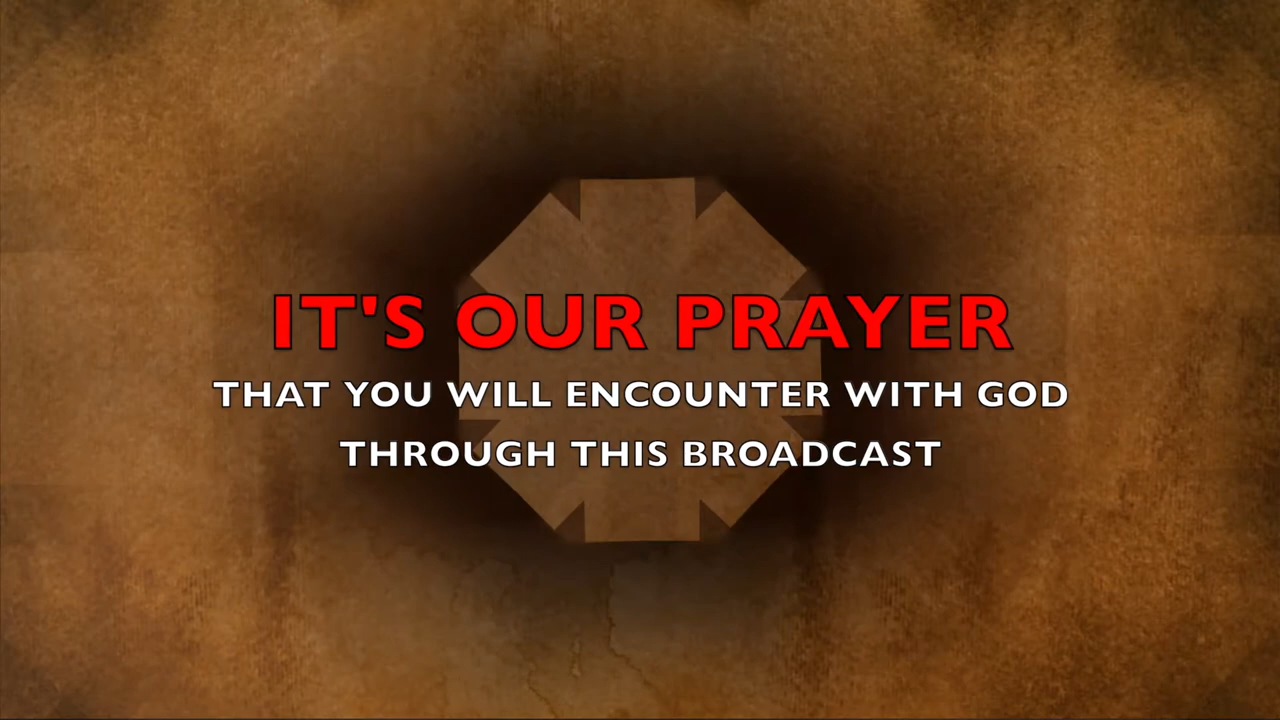 IT'S OUR PRAYER
THAT YOU WILL ENCOUNTER WITH GOD
THROUGH THIS BROADCAST